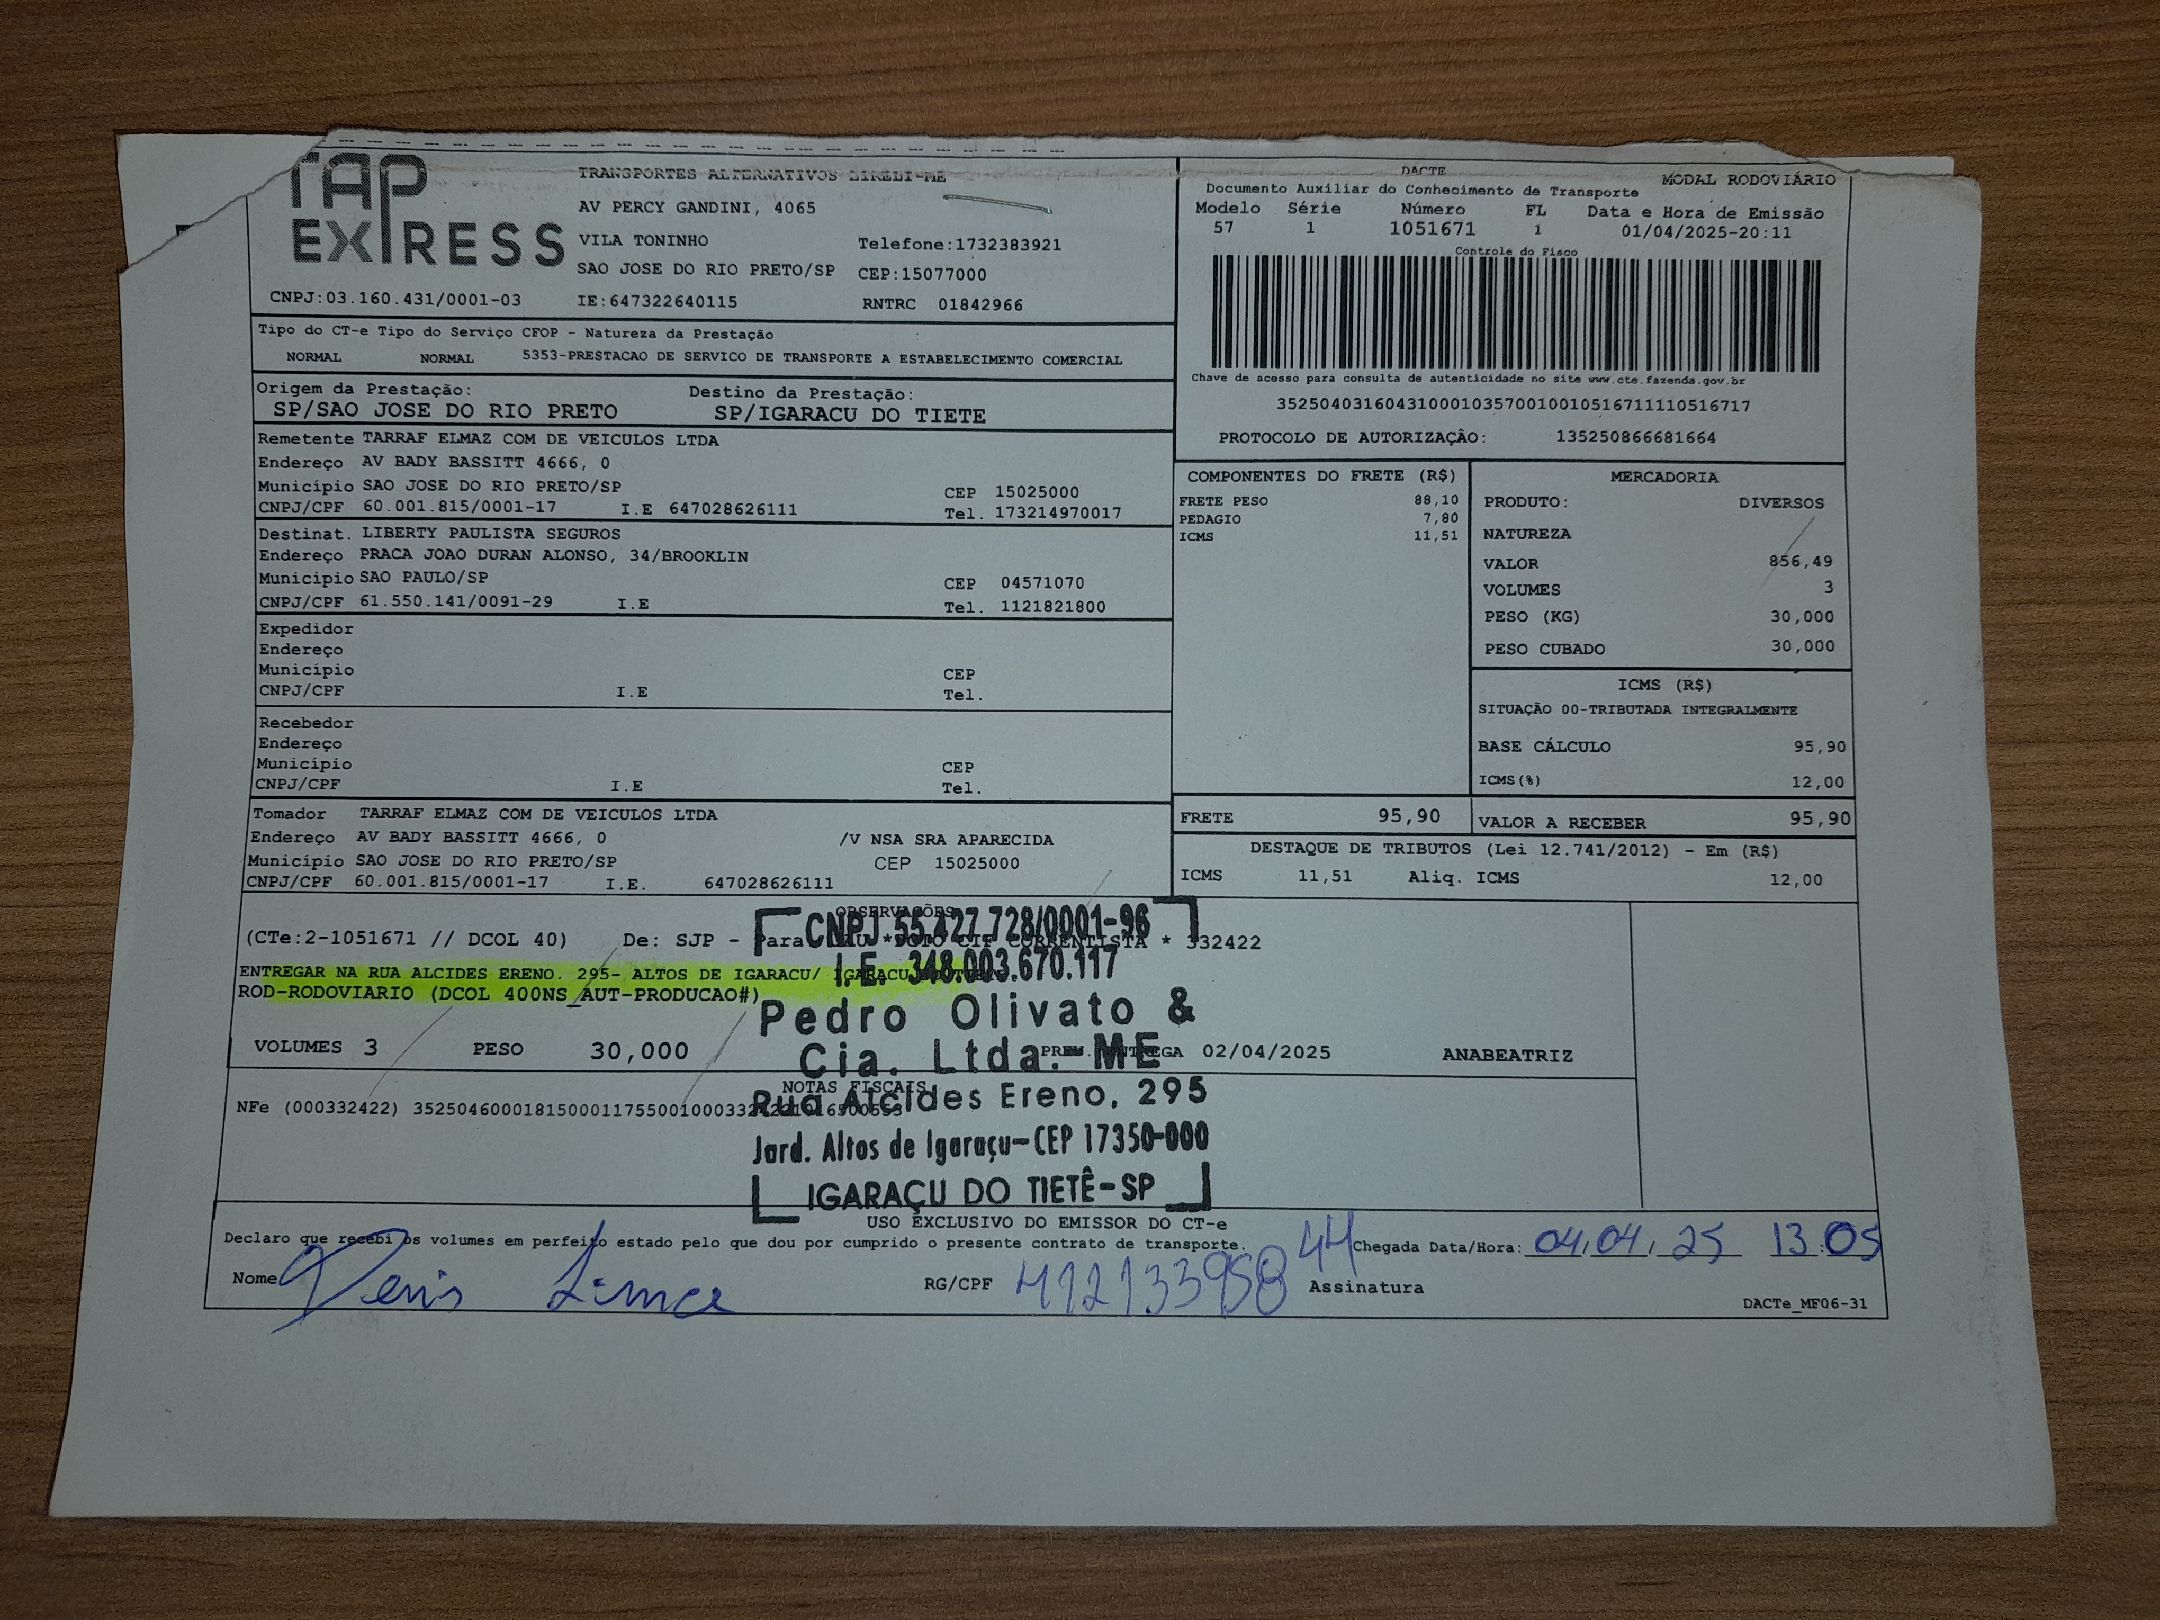 TAP EXPRESS
TRANSPORTES ALTERNATIVOS EIRELI-ME
AV PERCY GANDINI, 4065
VILA TONINHO Telefone:1732383921
SAO JOSE DO RIO PRETO/SP CEP:15077000
CNPJ:03.160.431/0001-03 IE:647322640115 RNTRC 01842966
DACTE MODAL RODOVIÁRIO
Documento Auxiliar do Conhecimento de Transporte
Modelo Série Número FL Data e Hora de Emissão
57 1 1051671 1 01/04/2025-20:11
Controle do Fisco
Chave de acesso para consulta de autenticidade no site www.cte.fazenda.gov.br
35250403160431000103570010010516711110516717
PROTOCOLO DE AUTORIZAÇÃO: 135250866681664
Tipo do CT-e Tipo do Serviço CFOP - Natureza da Prestação
NORMAL NORMAL 5353-PRESTACAO DE SERVICO DE TRANSPORTE A ESTABELECIMENTO COMERCIAL
Origem da Prestação: Destino da Prestação:
SP/SAO JOSE DO RIO PRETO SP/IGARACU DO TIETE
Remetente TARRAF ELMAZ COM DE VEICULOS LTDA
Endereço AV BADY BASSITT 4666, 0
Município SAO JOSE DO RIO PRETO/SP CEP 15025000
CNPJ/CPF 60.001.815/0001-17 I.E 647028626111 Tel. 173214970017
Destinat. LIBERTY PAULISTA SEGUROS
Endereço PRACA JOAO DURAN ALONSO, 34/BROOKLIN
Município SAO PAULO/SP CEP 04571070
CNPJ/CPF 61.550.141/0091-29 I.E Tel. 1121821800
Expedidor
Endereço
Município CEP
CNPJ/CPF I.E Tel.
Recebedor
Endereço
Município CEP
CNPJ/CPF I.E Tel.
Tomador TARRAF ELMAZ COM DE VEICULOS LTDA
Endereço AV BADY BASSITT 4666, 0 /V NSA SRA APARECIDA
Município SAO JOSE DO RIO PRETO/SP CEP 15025000
CNPJ/CPF 60.001.815/0001-17 I.E. 647028626111
COMPONENTES DO FRETE (R$)
FRETE PESO 88,10
PEDAGIO 7,80
ICMS 11,51
MERCADORIA
PRODUTO: DIVERSOS
NATUREZA
VALOR 856,49
VOLUMES 3
PESO (KG) 30,000
PESO CUBADO 30,000
ICMS (R$)
SITUAÇÃO 00-TRIBUTADA INTEGRALMENTE
BASE CÁLCULO 95,90
ICMS(%) 12,00
FRETE 95,90 VALOR A RECEBER 95,90
DESTAQUE DE TRIBUTOS (Lei 12.741/2012) - Em (R$)
ICMS 11,51 Aliq. ICMS 12,00
OBSERVAÇÕES
(CTe:2-1051671 // DCOL 40) De: SJP - Para CIF CORRENTISTA * 332422
ENTREGAR NA RUA ALCIDES ERENO. 295- ALTOS DE IGARACU/ IGARACU
ROD-RODOVIARIO (DCOL 400NS_AUT-PRODUCAO#)
VOLUMES 3 PESO 30,000 PREV. ENTREGA 02/04/2025 ANABEATRIZ
NOTAS FISCAIS
NFe (000332422)
CNPJ 55.427.728/0001-96
I.E. 348.003.670.117
Pedro Olivato &
Cia. Ltda. ME
Rua Alcides Ereno, 295
Jard. Altos de Igaraçu-CEP 17350-000
IGARAÇU DO TIETÊ-SP
USO EXCLUSIVO DO EMISSOR DO CT-e
Declaro que recebi os volumes em perfeito estado pelo que dou por cumprido o presente contrato de transporte. Chegada Data/Hora: 04.04.25 13:05
Nome Denis Lima RG/CPF 41213395844 Assinatura
DACTe_MF06-31